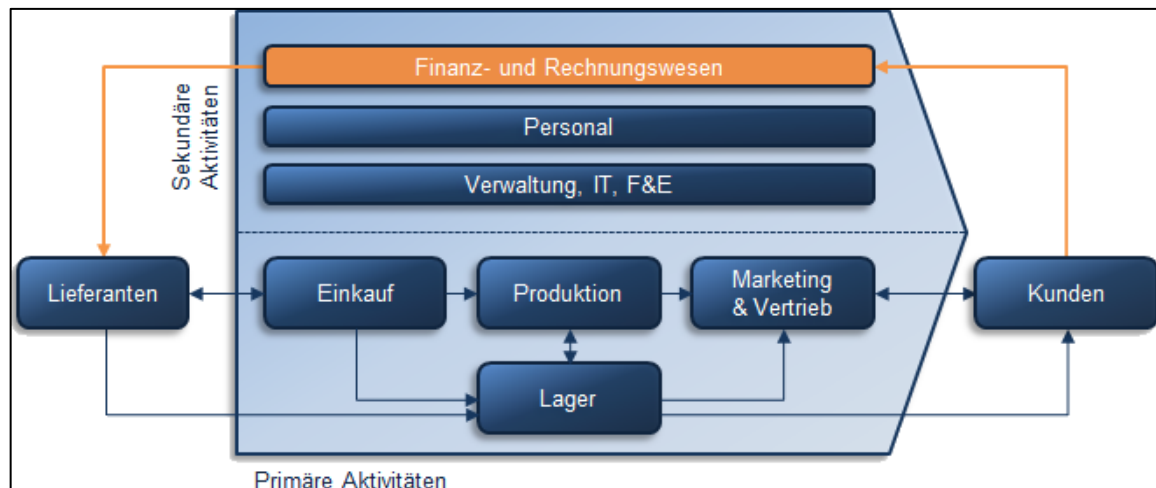 Finanz- und Rechnungswesen
Sekundäre
Aktivitäten
Personal
Verwaltung, IT, F&E
Lieferanten
Einkauf
Produktion
Marketing
& Vertrieb
Kunden
Lager
Primäre Aktivitäten